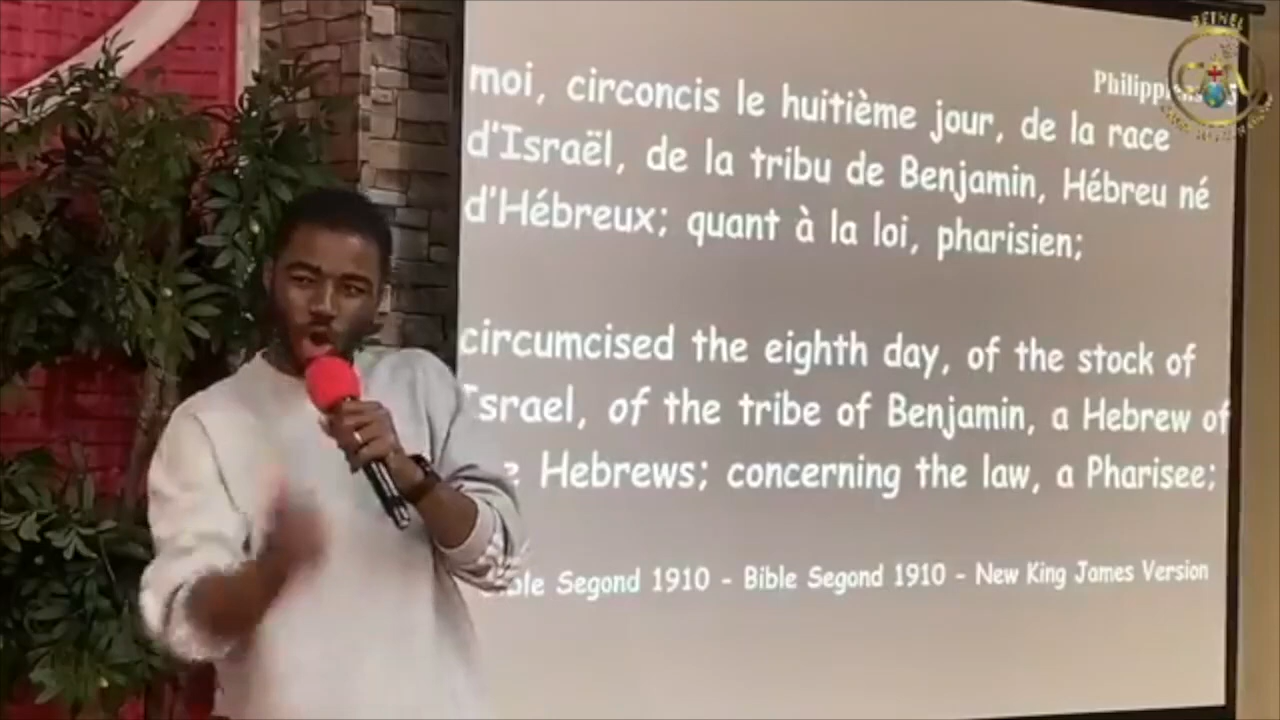 BETHEL
moi, circoncis le huitième jour, de la race
d'Israël, de la tribu de Benjamin, Hébreu né
d'Hébreux; quant à la loi, pharisien;
circumcised the eighth day, of the stock of
Israel, of the tribe of Benjamin, a Hebrew of
Hebrews; concerning the law, a Pharisee;
Segond 1910 - Bible Segond 1910 - New King James Version